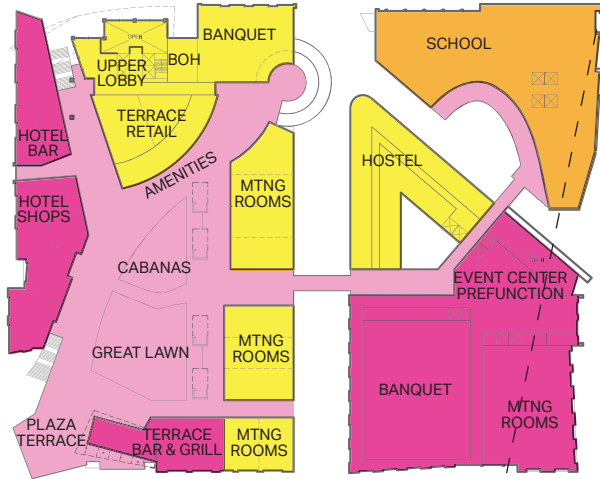 BANQUET
SCHOOL
OPEN
BOH
UPPER
LOBBY
TERRACE
RETAIL
HOTEL
BAR
AMENITIES
HOSTEL
MTNG
ROOMS
HOTEL
SHOPS
CABANAS
EVENT CENTER
PREFUNCTION
GREAT LAWN
MTNG
ROOMS
BANQUET
MTNG
ROOMS
PLAZA
TERRACE
TERRACE
BAR & GRILL
MTNG
ROOMS